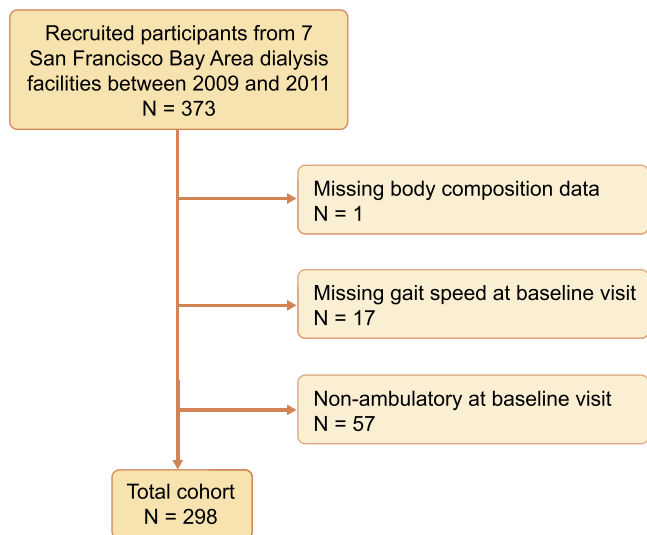 Recruited participants from 7
San Francisco Bay Area dialysis
facilities between 2009 and 2011
N = 373
Missing body composition data
N = 1
Missing gait speed at baseline visit
N = 17
Non-ambulatory at baseline visit
N = 57
Total cohort
N = 298